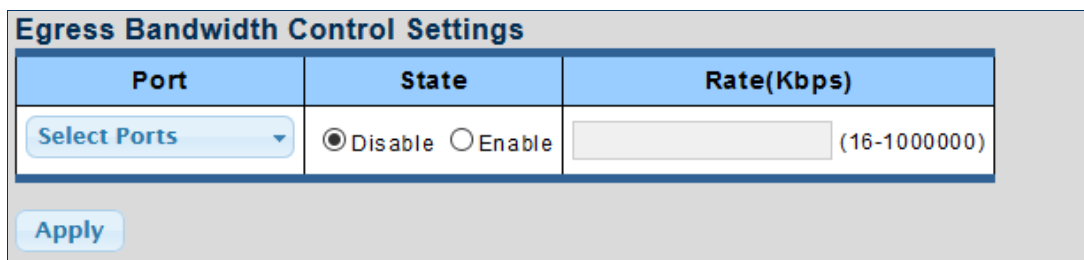 Egress Bandwidth Control Settings
Port State Rate(Kbps)
Select Ports Disable Enable (16-1000000)
Apply